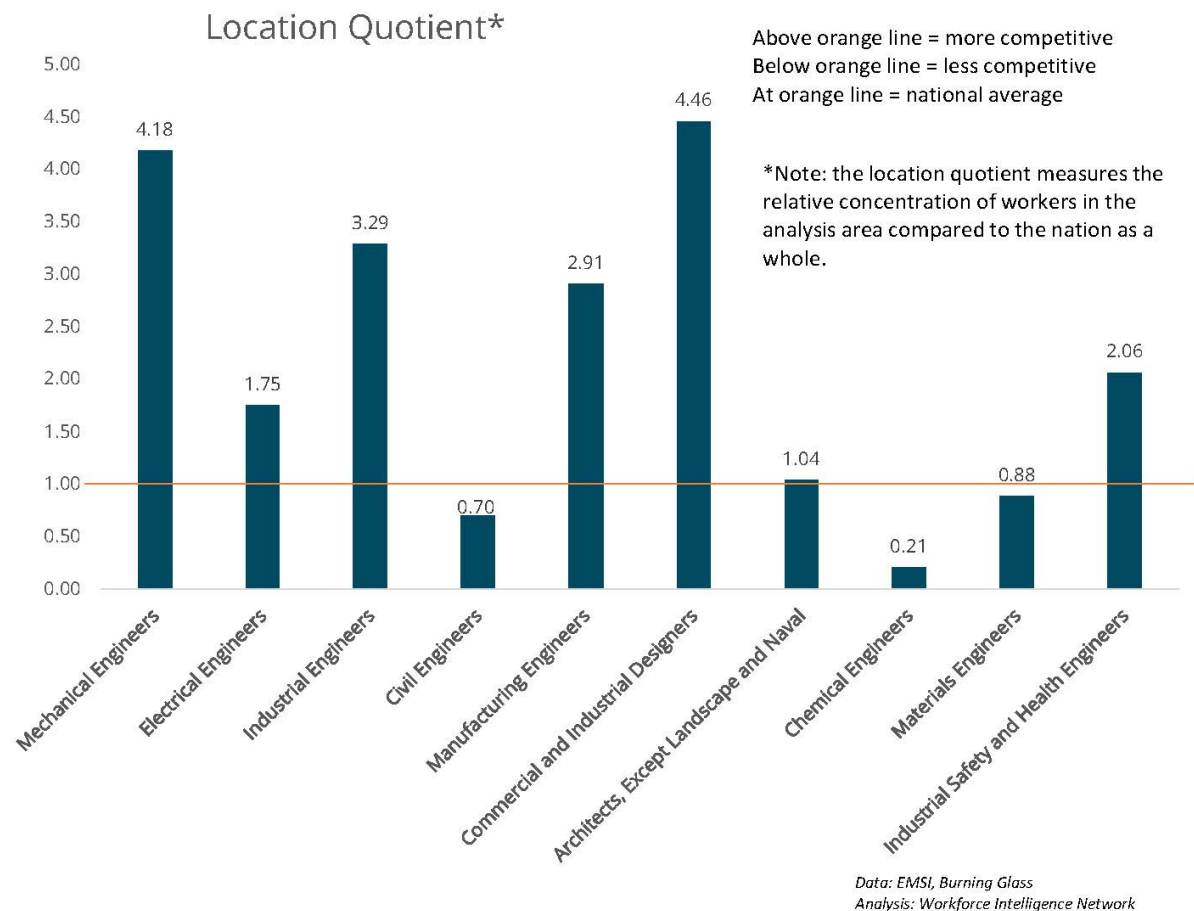 Location Quotient*
Above orange line = more competitive
Below orange line = less competitive
At orange line = national average
*Note: the location quotient measures the
relative concentration of workers in the
analysis area compared to the nation as a
whole.
5.00
4.50
4.00
3.50
3.00
2.50
2.00
1.50
1.00
0.50
0.00
4.18
1.75
3.29
0.70
2.91
4.46
1.04
0.21
0.88
2.06
Mechanical Engineers
Electrical Engineers
Industrial Engineers
Civil Engineers
Manufacturing Engineers
Commercial and Industrial Designers
Architects, Except Landscape and Naval
Chemical Engineers
Materials Engineers
Industrial Safety and Health Engineers
Data: EMSI, Burning Glass
Analysis: Workforce Intelligence Network